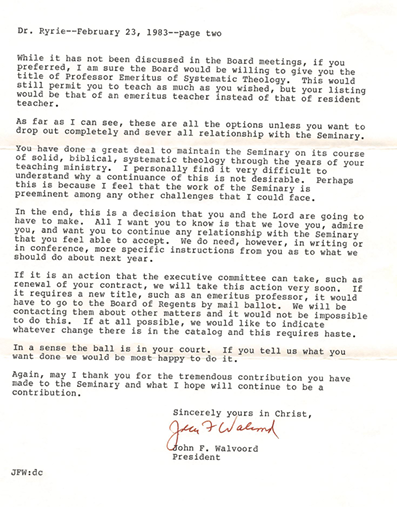 Dr. Ryrie--February 23, 1983--page two
While it has not been discussed in the Board meetings, if you
preferred, I am sure the Board would be willing to give you the
title of Professor Emeritus of Systematic Theology. This would
still permit you to teach as much as you wished, but your listing
would be that of an emeritus teacher instead of that of resident
teacher.
As far as I can see, these are all the options unless you want to
drop out completely and sever all relationship with the Seminary.
You have done a great deal to maintain the Seminary on its course
of solid, biblical, systematic theology through the years of your
teaching ministry. I personally find it very difficult to
understand why a continuance of this is not desirable. Perhaps
this is because I feel that the work of the Seminary is
preeminent among any other challenges that I could face.
In the end, this is a decision that you and the Lord are going to
have to make. All I want you to know is that we love you, admire
you, and want you to continue any relationship with the Seminary
that you feel able to accept. We do need, however, in writing or
in conference, more specific instructions from you as to what we
should do about next year.
If it is an action that the executive committee can take, such as
renewal of your contract, we will take this action very soon. If
it requires a new title, such as an emeritus professor, it would
have to go to the Board of Regents by mail ballot. We will be
contacting them about other matters and it would not be impossible
to do this. If at all possible, we would like to indicate
whatever change there is in the catalog and this requires haste.
In a sense the ball is in your court. If you tell us what you
want done we would be most happy to do it.
Again, may I thank you for the tremendous contribution you have
made to the Seminary and what I hope will continue to be a
contribution.
Sincerely yours in Christ,
John F Walvoord
John F. Walvoord
President
JFW:dc